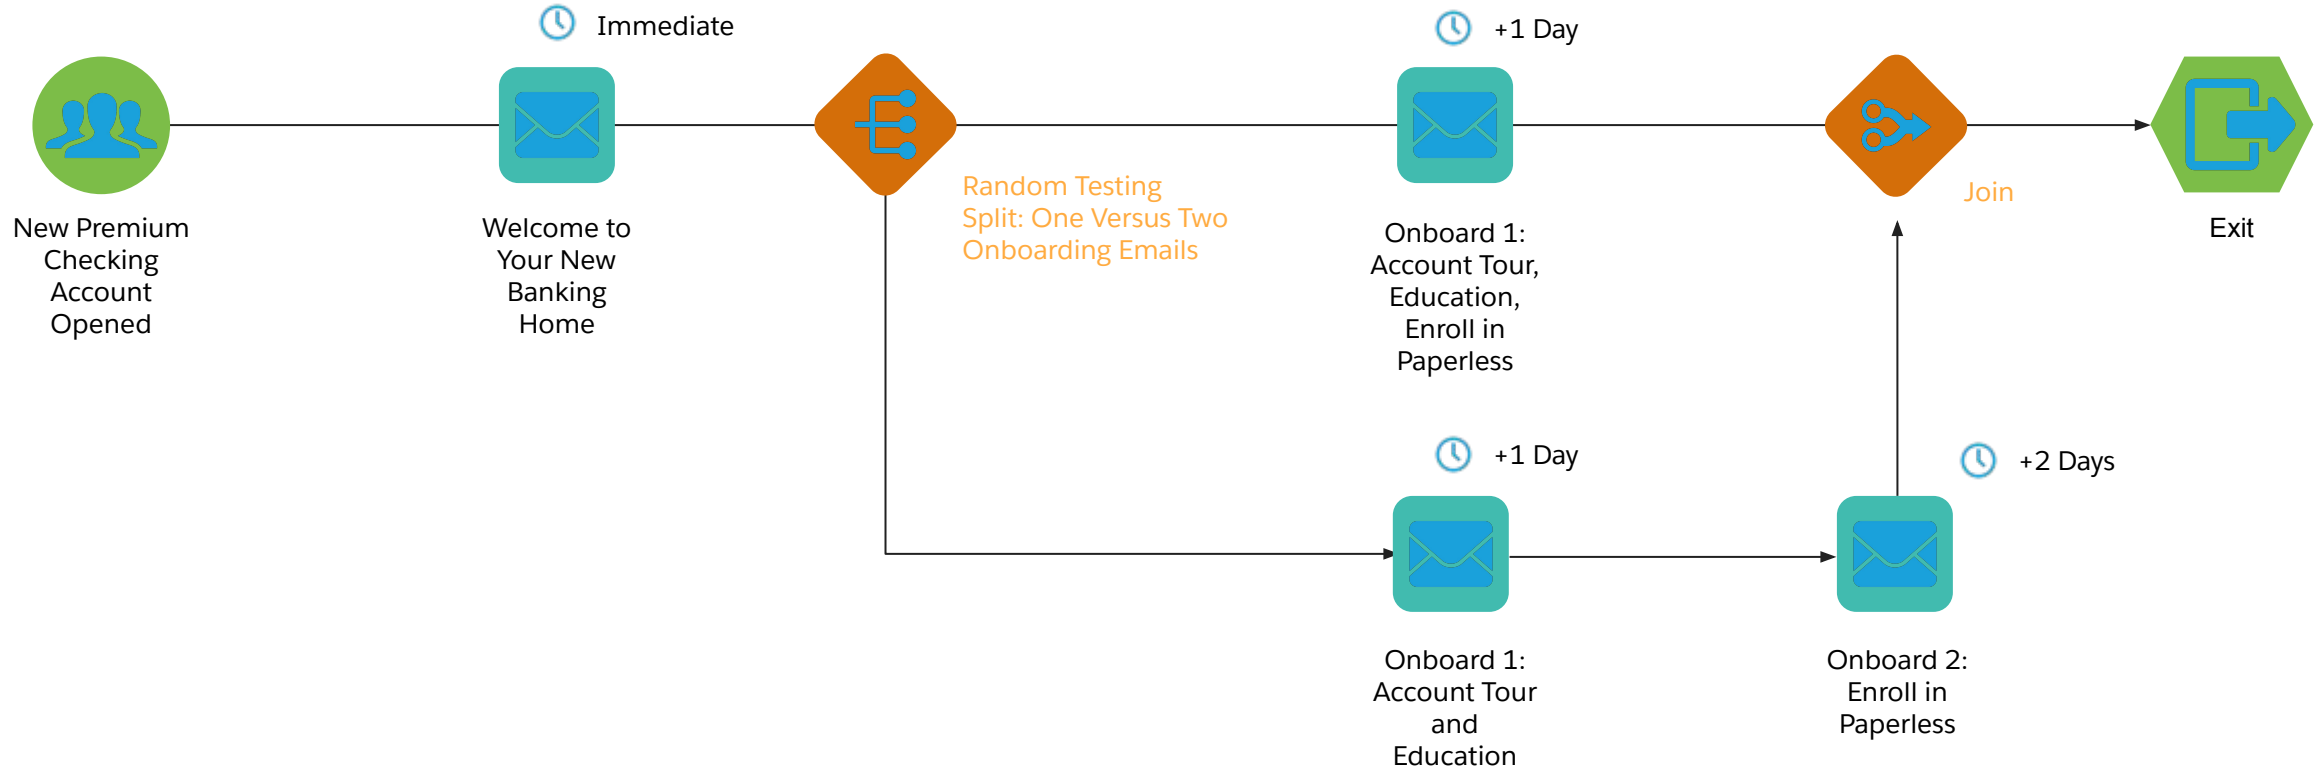 Immediate
+1 Day
New Premium
Checking
Account
Opened
Welcome to
Your New
Banking
Home
Random Testing
Split: One Versus Two
Onboarding Emails
Onboard 1:
Account Tour,
Education,
Enroll in
Paperless
Join
Exit
+1 Day
+2 Days
Onboard 1:
Account Tour
and
Education
Onboard 2:
Enroll in
Paperless